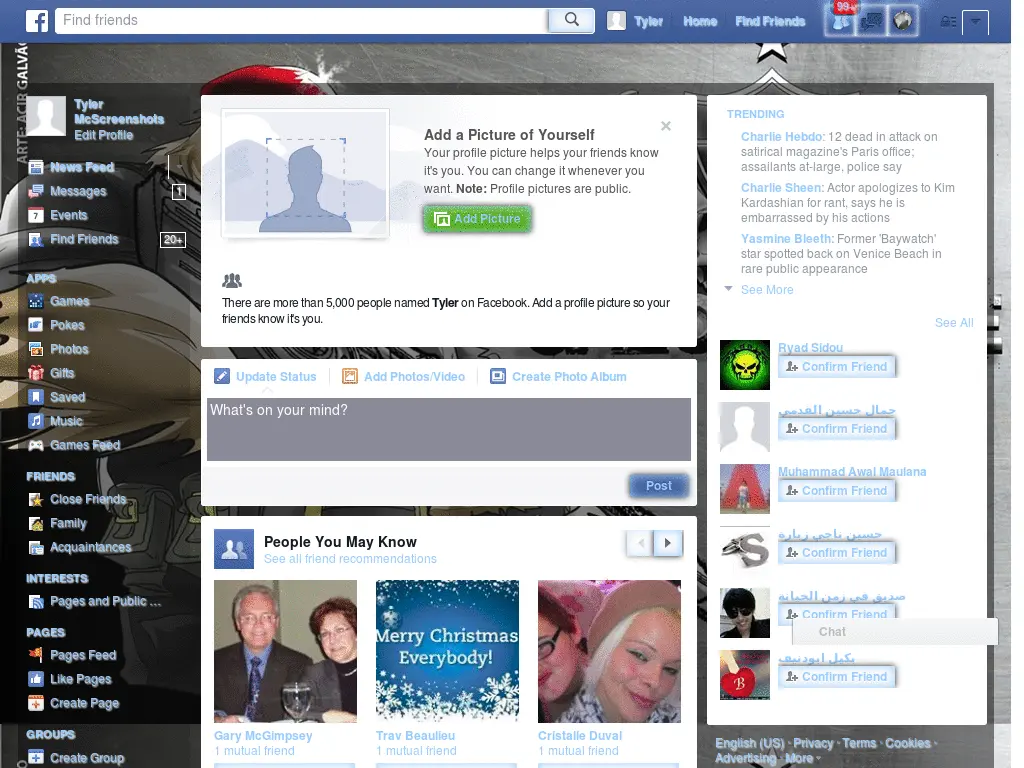 Find friends
Tyler
Home
Find Friends
99+
ARTE: ACIR GALVÃO
Tyler
McScreenshots
Edit Profile
News Feed
Messages
1
Events
7
Find Friends
20+
APPS
Games
Pokes
Photos
Gifts
Saved
Music
Games Feed
FRIENDS
Close Friends
Family
Acquaintances
INTERESTS
Pages and Public ...
PAGES
Pages Feed
Like Pages
Create Page
GROUPS
Create Group
Add a Picture of Yourself
Your profile picture helps your friends know
it's you. You can change it whenever you
want. Note: Profile pictures are public.
Add Picture
There are more than 5,000 people named Tyler on Facebook. Add a profile picture so your
friends know it's you.
Update Status
Add Photos/Video
Create Photo Album
What's on your mind?
Post
People You May Know
See all friend recommendations
Merry Christmas
Everybody!
Gary McGimpsey
1 mutual friend
Trav Beaulieu
1 mutual friend
Cristalle Duval
1 mutual friend
TRENDING
Charlie Hebdo: 12 dead in attack on
satirical magazine's Paris office;
assailants at-large, police say
Charlie Sheen: Actor apologizes to Kim
Kardashian for rant, says he is
embarrassed by his actions
Yasmine Bleeth: Former 'Baywatch'
star spotted back on Venice Beach in
rare public appearance
See More
See All
Ryad Sidou
Confirm Friend
جمال حسين القدمي
Confirm Friend
Muhammad Awal Maulana
Confirm Friend
حسين باجي زيارة
Confirm Friend
صديق في زمن الخيانه
Confirm Friend
Chat
بكيل ابودنيف
Confirm Friend
B
English (US) · Privacy · Terms · Cookies ·
Advertising · More